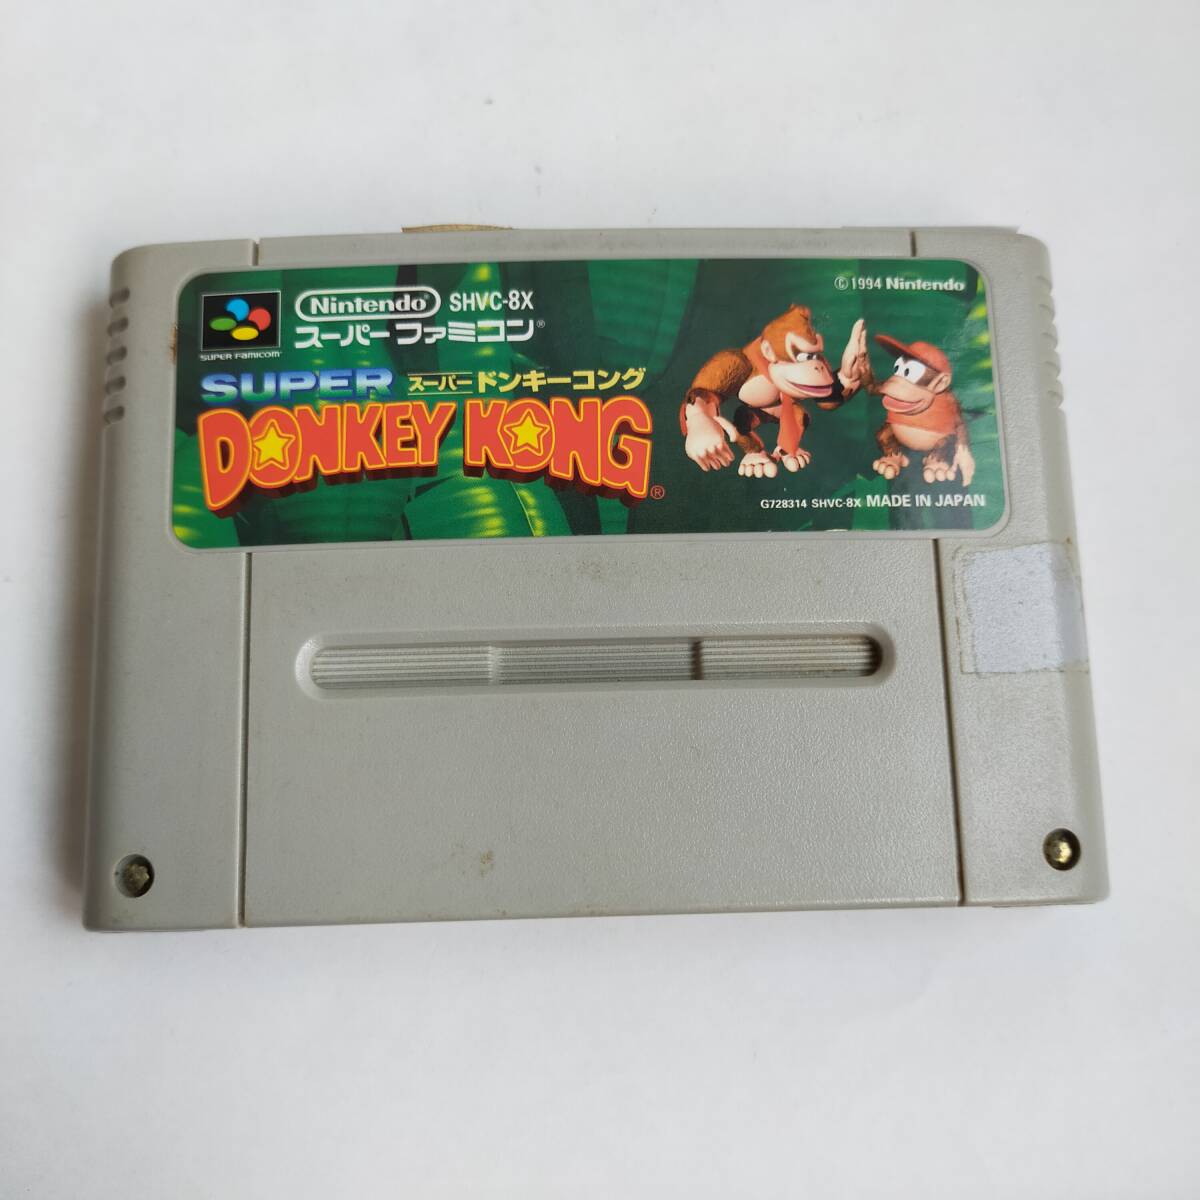 © 1994 Nintendo
Nintendo® SHVC-8X
スーパーファミコン®
SUPER FAMICOM
SUPER スーパードンキーコング
DONKEY KONG®
G728314 SHVC-8X MADE IN JAPAN